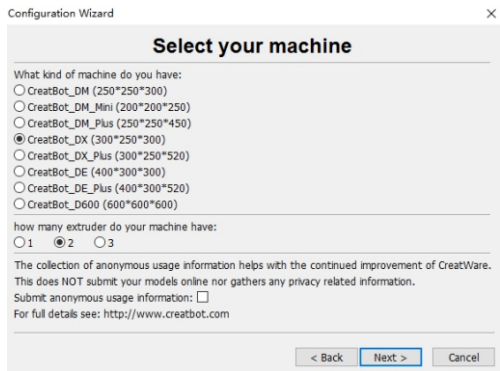 Configuration Wizard
Select your machine
What kind of machine do you have:
CreatBot_DM (250*250*300)
CreatBot_DM_Mini (200*200*250)
CreatBot_DM_Plus (250*250*450)
CreatBot_DX (300*250*300)
CreatBot_DX_Plus (300*250*520)
CreatBot_DE (400*300*300)
CreatBot_DE_Plus (400*300*520)
CreatBot_D600 (600*600*600)
how many extruder do your machine have:
1 2 3
The collection of anonymous usage information helps with the continued improvement of CreatWare.
This does NOT submit your models online nor gathers any privacy related information.
Submit anonymous usage information:
For full details see: http://www.creatbot.com
< Back Next > Cancel